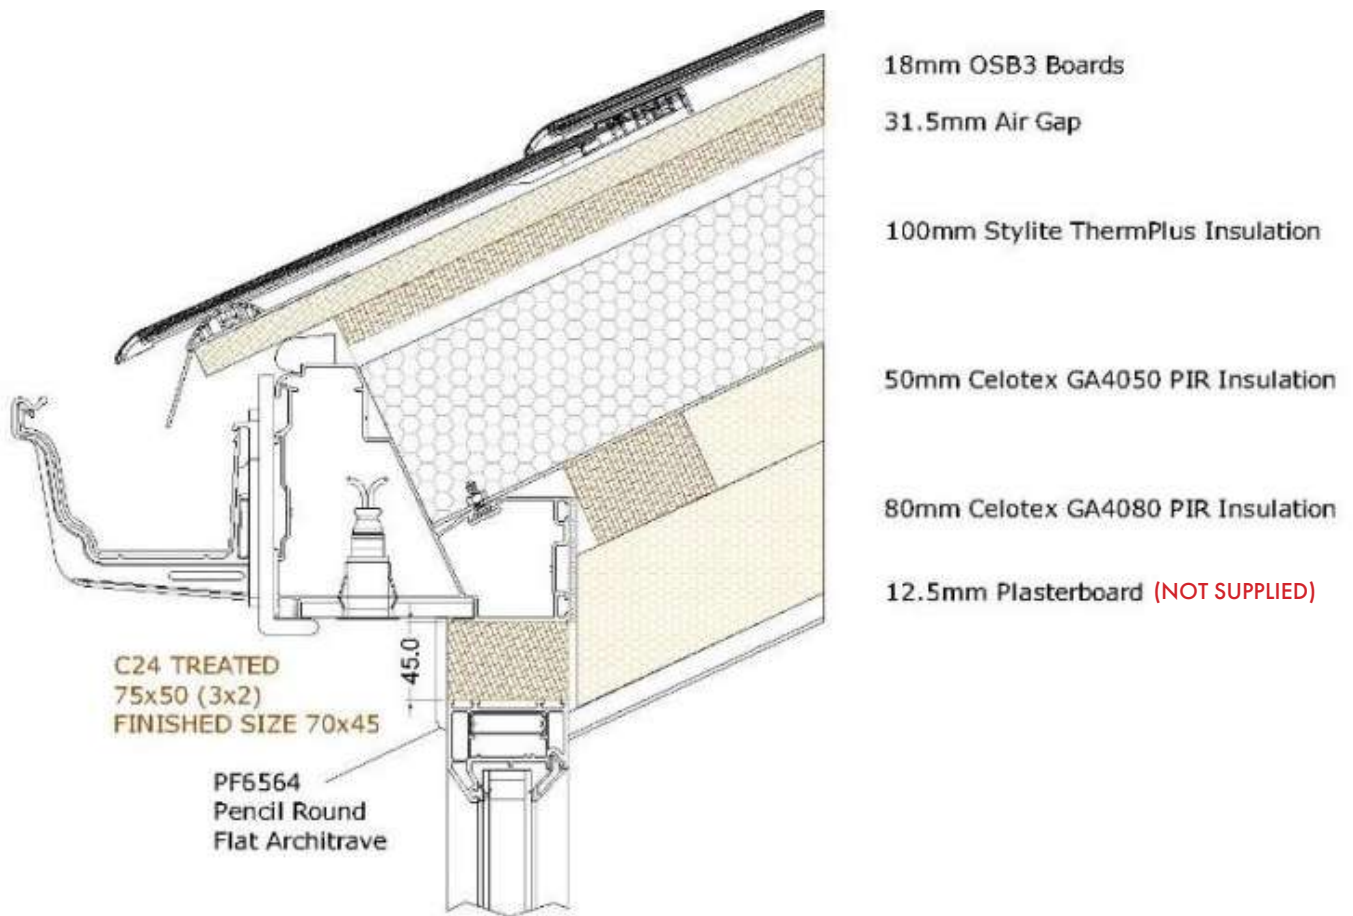 18mm OSB3 Boards
31.5mm Air Gap
100mm Stylite ThermPlus Insulation
50mm Celotex GA4050 PIR Insulation
80mm Celotex GA4080 PIR Insulation
12.5mm Plasterboard (NOT SUPPLIED)
45.0
C24 TREATED
75x50 (3x2)
FINISHED SIZE 70x45
PF6564
Pencil Round
Flat Architrave